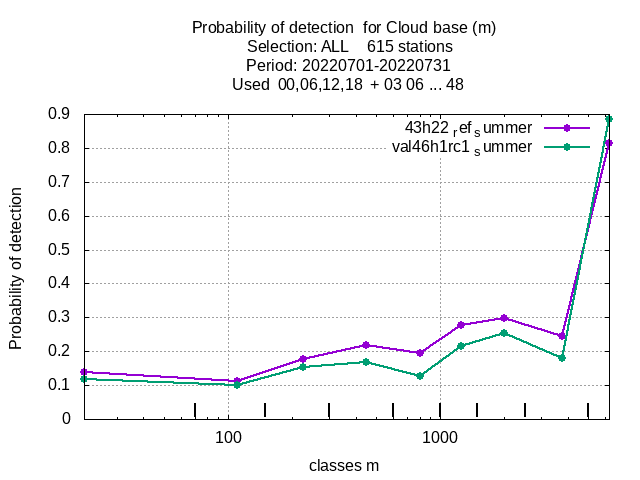 Probability of detection for Cloud base (m)
Selection: ALL 615 stations
Period: 20220701-20220731
Used 00,06,12,18 + 03 06 ... 48
43h22 ref summer
val46h1rc1 summer
Probability of detection
0.9
0.8
0.7
0.6
0.5
0.4
0.3
0.2
0.1
0
100 1000
classes m